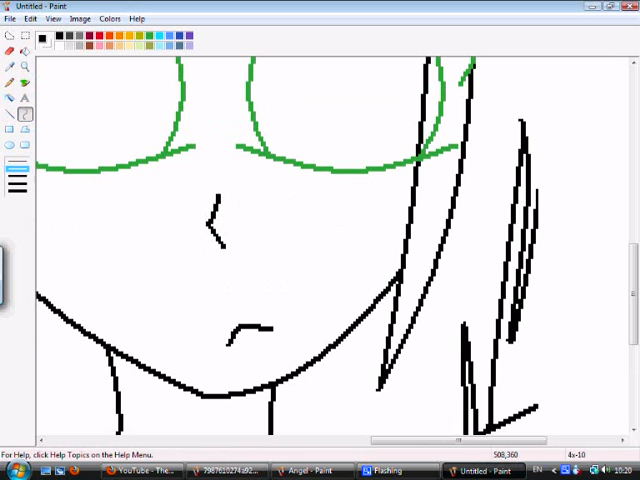 Untitled - Paint
File Edit View Image Colors Help
For Help, click Help Topics on the Help Menu.
508,360
4x-10
YouTube - The...
7987610274a92...
Angel - Paint
Flashing
Untitled - Paint
EN
10:20